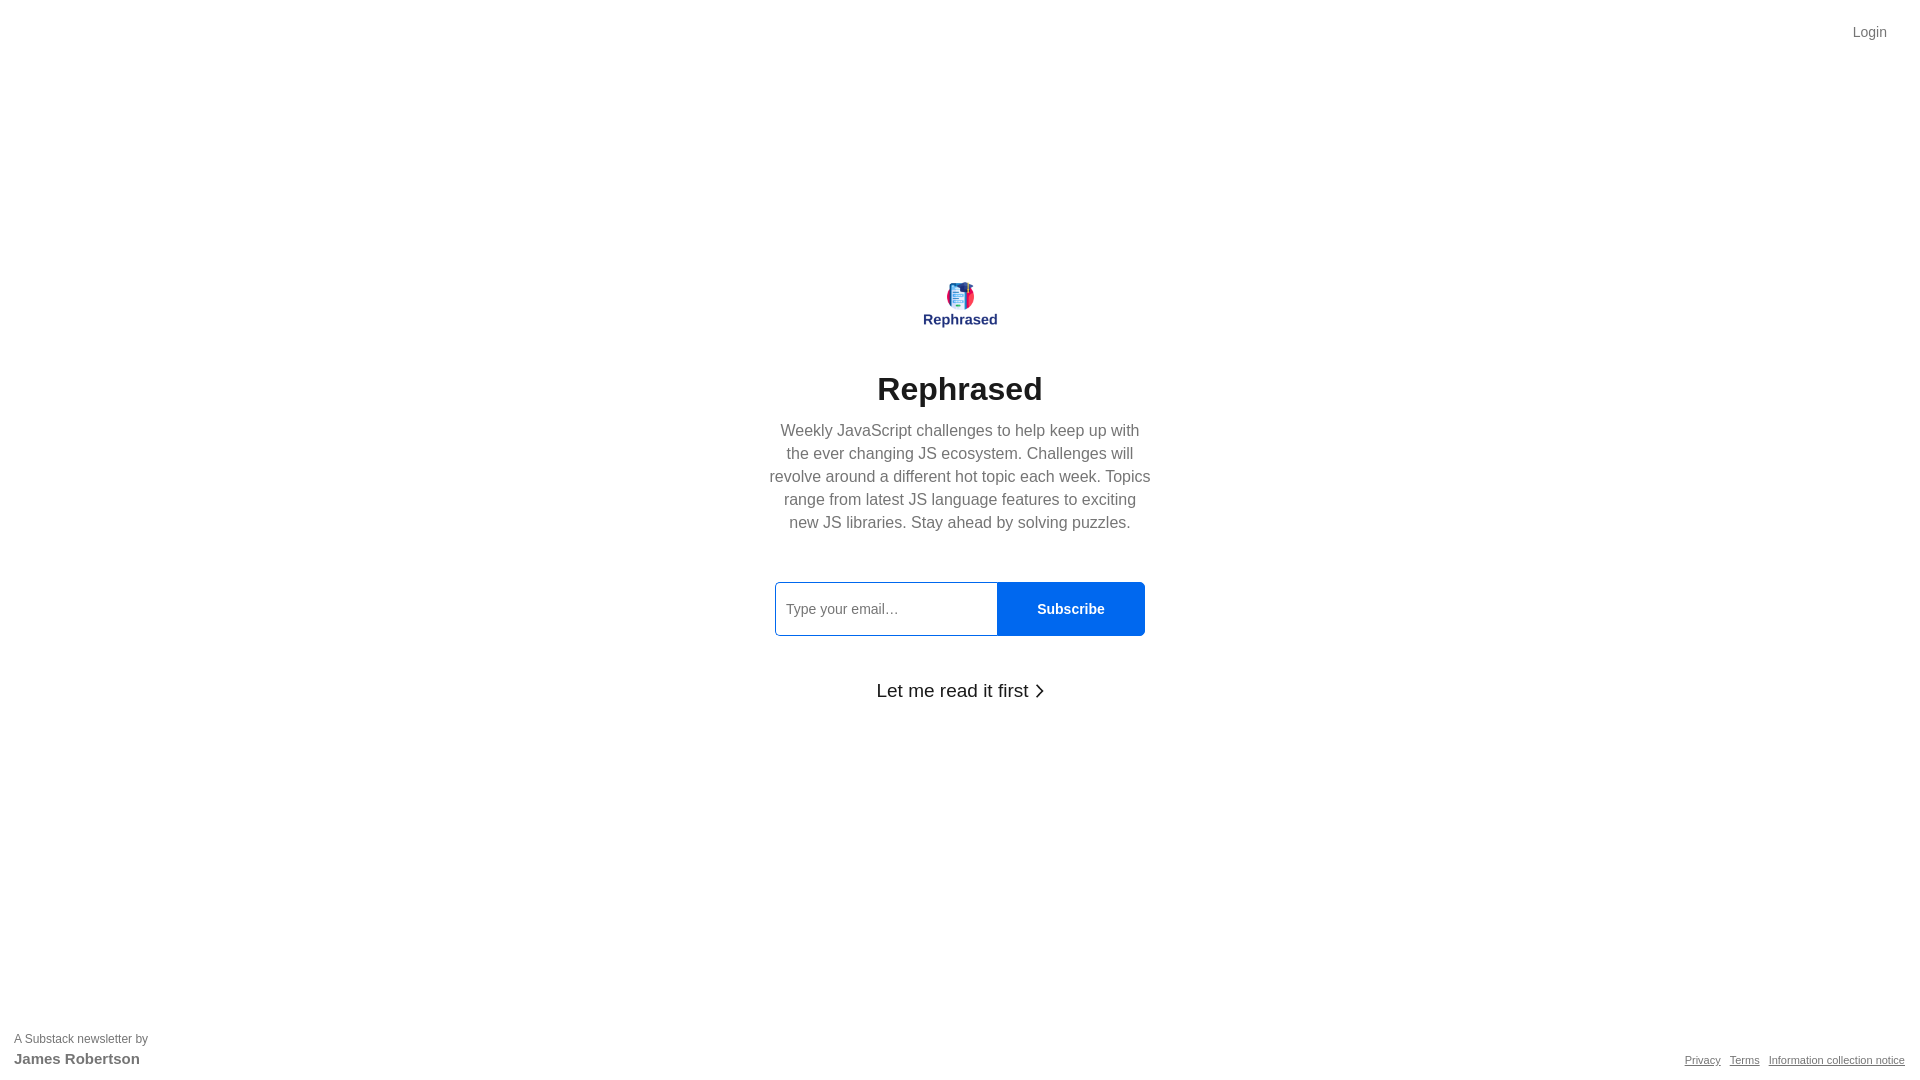 Login
Rephrased
Rephrased
Weekly JavaScript challenges to help keep up with
the ever changing JS ecosystem. Challenges will
revolve around a different hot topic each week. Topics
range from latest JS language features to exciting
new JS libraries. Stay ahead by solving puzzles.
Type your email…
Subscribe
Let me read it first
A Substack newsletter by
James Robertson
Privacy Terms Information collection notice